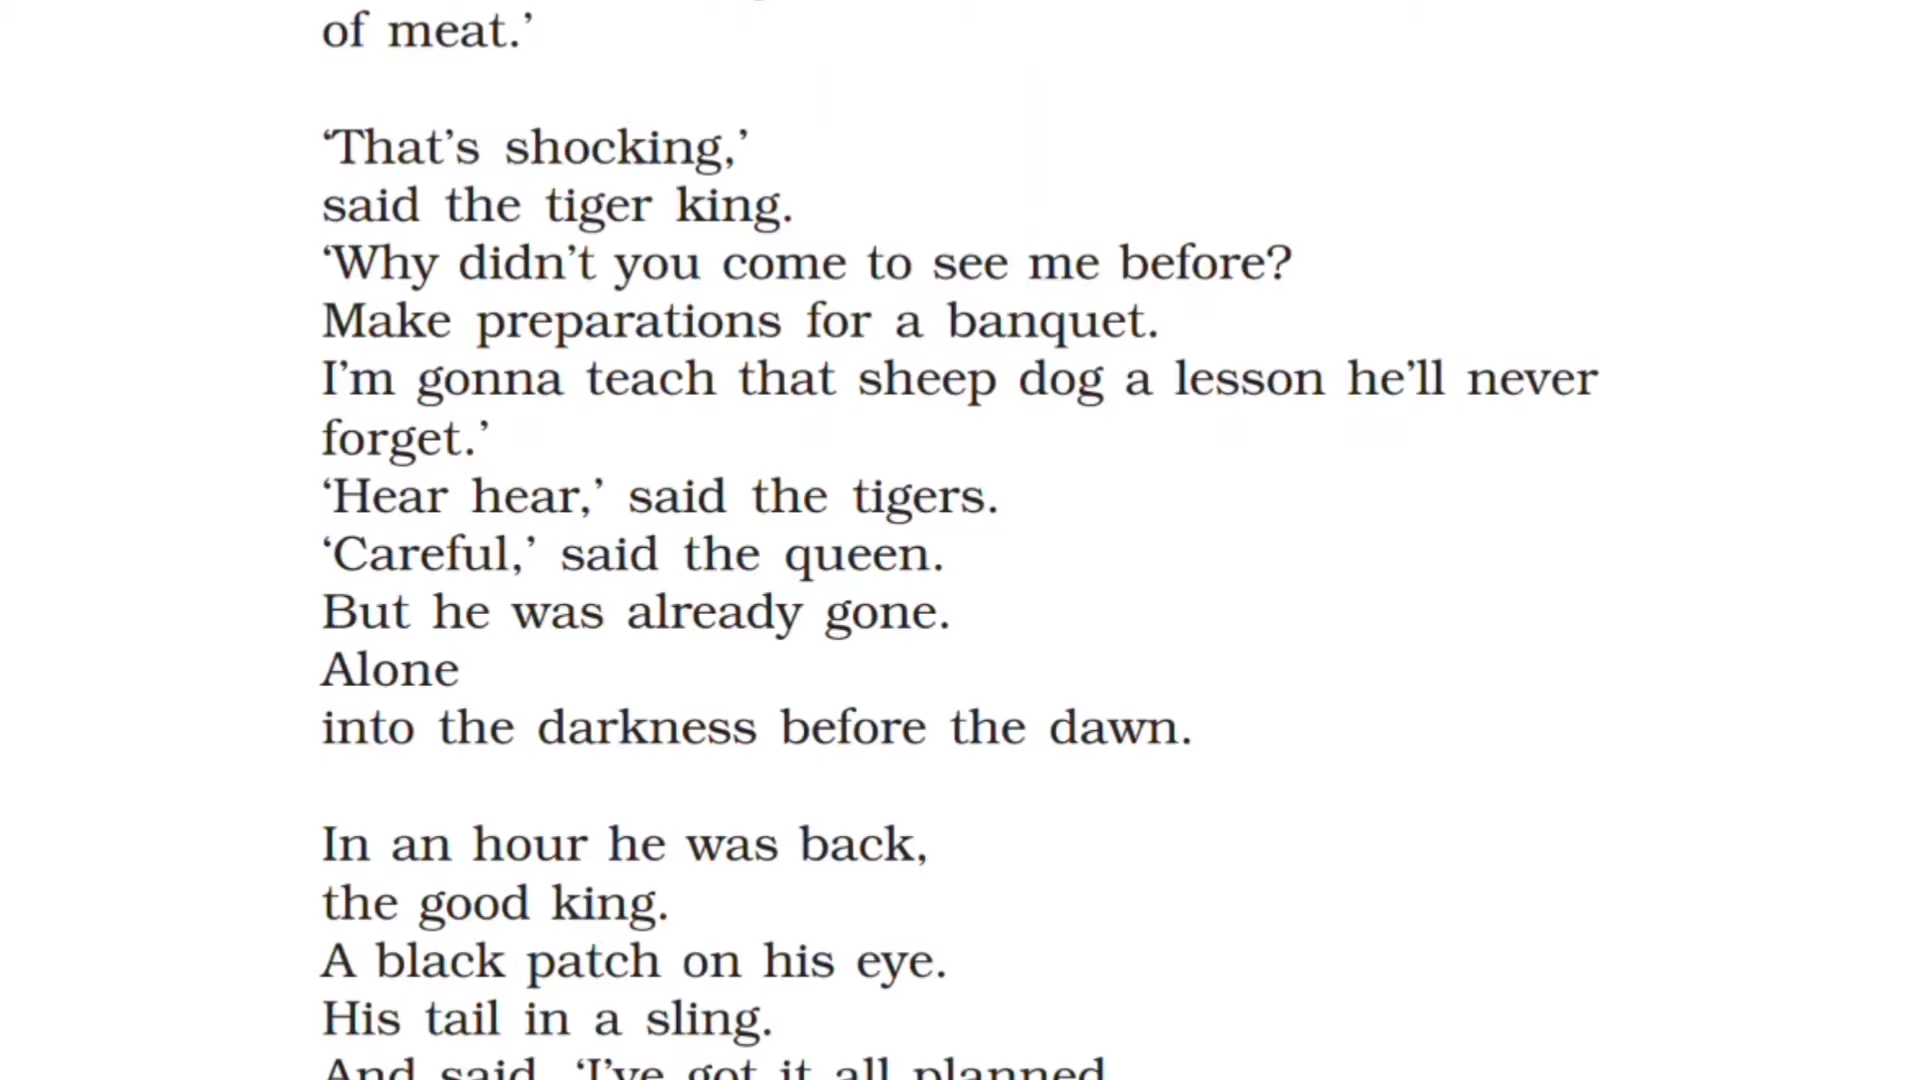 of meat.’
‘That’s shocking,’
said the tiger king.
‘Why didn’t you come to see me before?
Make preparations for a banquet.
I’m gonna teach that sheep dog a lesson he’ll never
forget.’
‘Hear hear,’ said the tigers.
‘Careful,’ said the queen.
But he was already gone.
Alone
into the darkness before the dawn.
In an hour he was back,
the good king.
A black patch on his eye.
His tail in a sling.
And said, ‘I’ve got it all planned